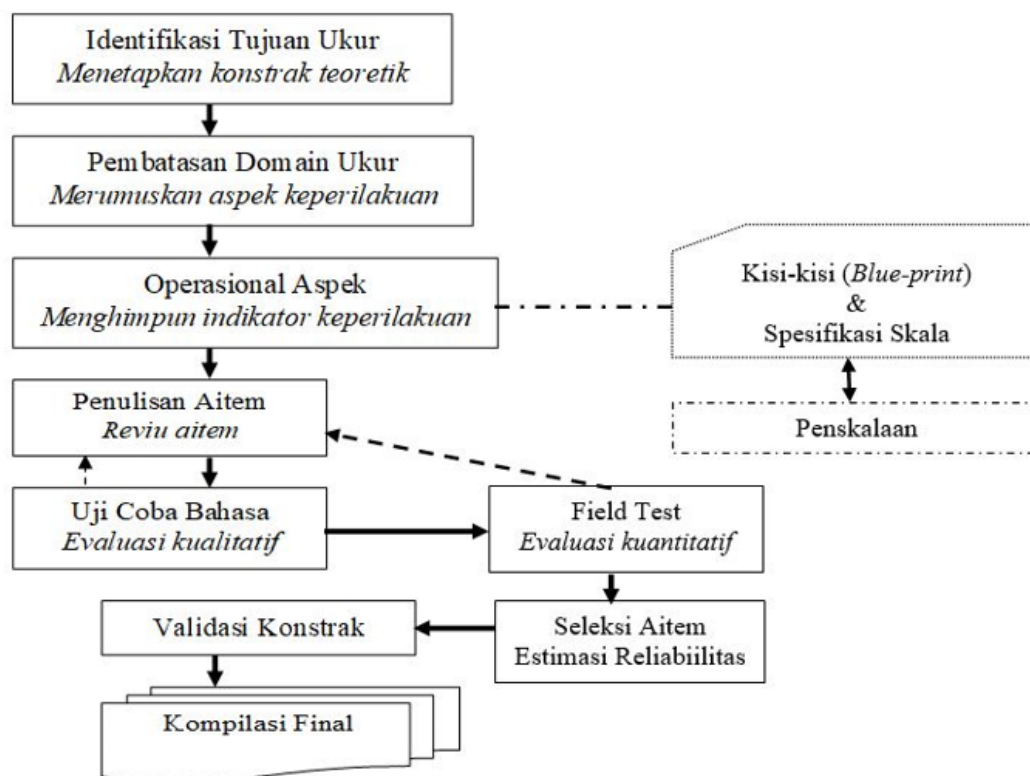 Identifikasi Tujuan Ukur
Menetapkan konstrak teoretik
Pembatasan Domain Ukur
Merumuskan aspek keperilakuan
Operasional Aspek
Menghimpun indikator keperilakuan
Kisi-kisi (Blue-print)
&
Spesifikasi Skala
Penskalaan
Penulisan Aitem
Reviu aitem
Uji Coba Bahasa
Evaluasi kualitatif
Field Test
Evaluasi kuantitatif
Seleksi Aitem
Estimasi Reliabiilitas
Validasi Konstrak
Kompilasi Final